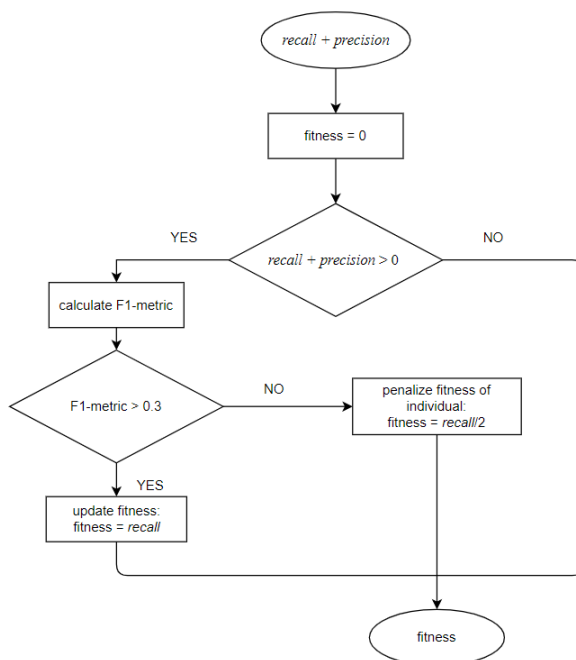 recall + precision
fitness = 0
YES
NO
recall + precision > 0
calculate F1-metric
F1-metric > 0.3
NO
penalize fitness of
individual:
fitness = recall/2
YES
update fitness:
fitness = recall
fitness